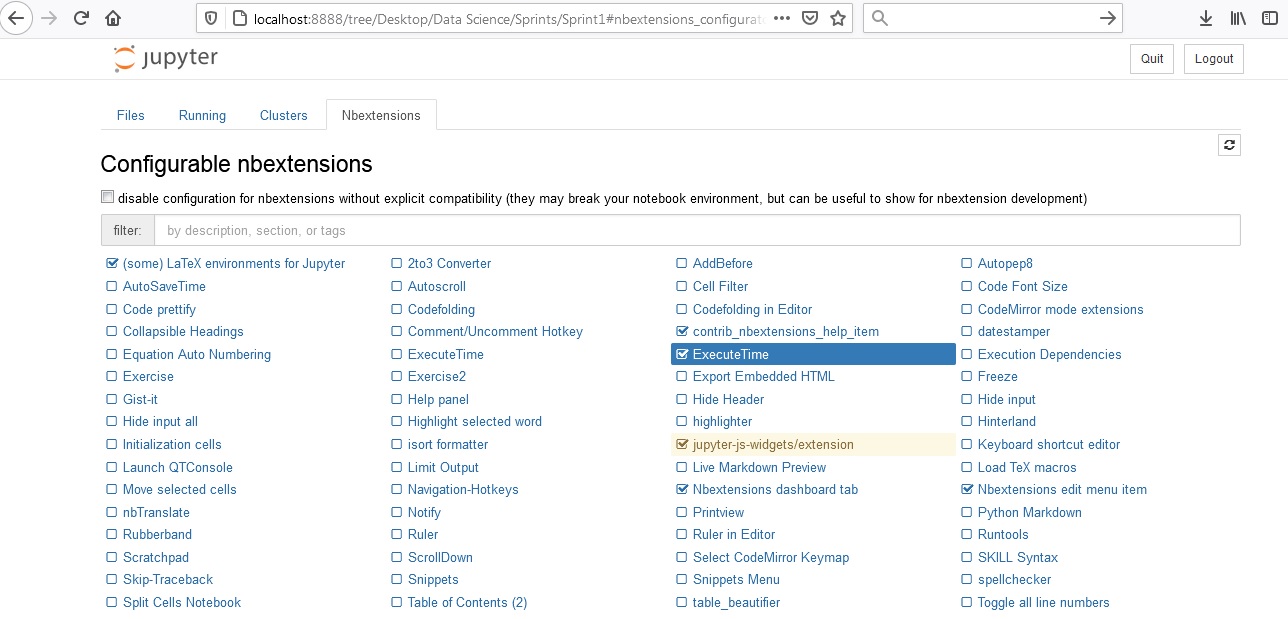 localhost:8888/tree/Desktop/Data Science/Sprints/Sprint1#nbextensions_configurat
jupyter
Quit Logout
Files Running Clusters Nbextensions
Configurable nbextensions
disable configuration for nbextensions without explicit compatibility (they may break your notebook environment, but can be useful to show for nbextension development)
filter: by description, section, or tags
(some) LaTeX environments for Jupyter 2to3 Converter AddBefore Autopep8
AutoSaveTime Autoscroll Cell Filter Code Font Size
Code prettify Codefolding Codefolding in Editor CodeMirror mode extensions
Collapsible Headings Comment/Uncomment Hotkey contrib_nbextensions_help_item datestamper
Equation Auto Numbering ExecuteTime ExecuteTime Execution Dependencies
Exercise Exercise2 Export Embedded HTML Freeze
Gist-it Help panel Hide Header Hide input
Hide input all Highlight selected word highlighter Hinterland
Initialization cells isort formatter jupyter-js-widgets/extension Keyboard shortcut editor
Launch QTConsole Limit Output Live Markdown Preview Load TeX macros
Move selected cells Navigation-Hotkeys Nbextensions dashboard tab Nbextensions edit menu item
nbTranslate Notify Printview Python Markdown
Rubberband Ruler Ruler in Editor Runtools
Scratchpad ScrollDown Select CodeMirror Keymap SKILL Syntax
Skip-Traceback Snippets Snippets Menu spellchecker
Split Cells Notebook Table of Contents (2) table_beautifier Toggle all line numbers